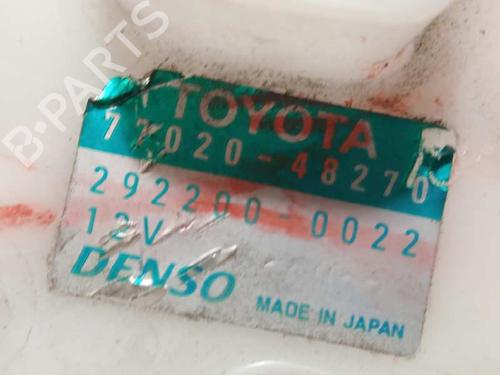 B-PARTS
TOYOTA
77020-48270
292200-0022
12V
DENSO
MADE IN JAPAN